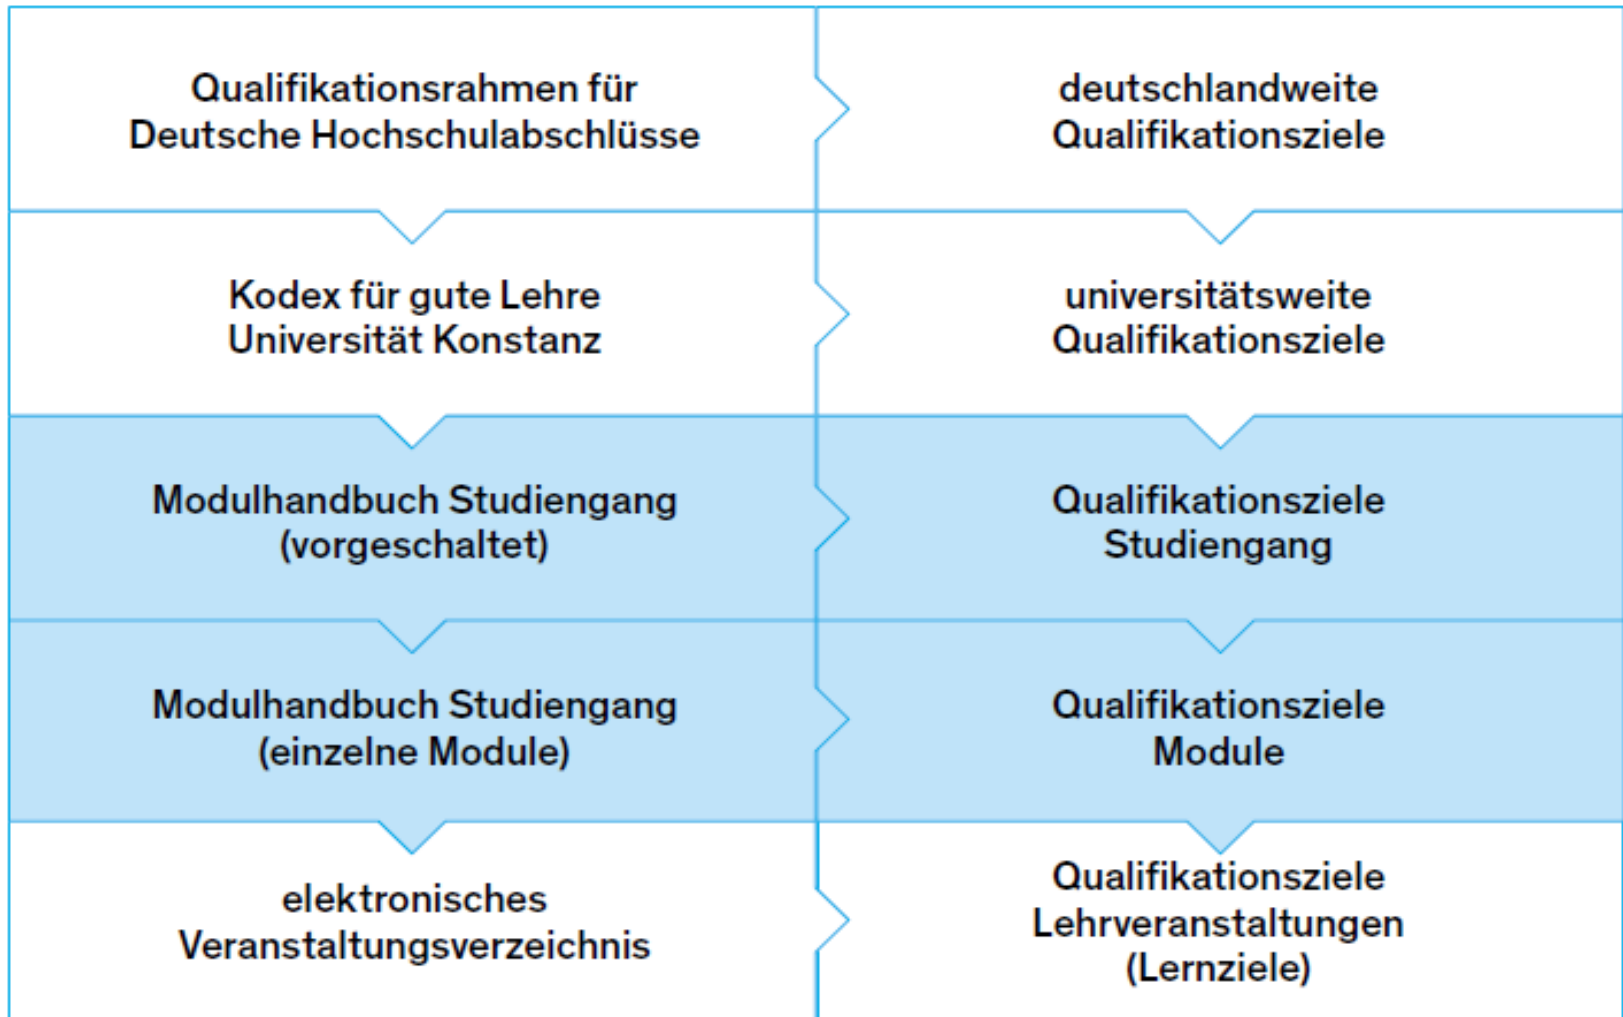 Qualifikationsrahmen für
Deutsche Hochschulabschlüsse
deutschlandweite
Qualifikationsziele
Kodex für gute Lehre
Universität Konstanz
universitätsweite
Qualifikationsziele
Modulhandbuch Studiengang
(vorgeschaltet)
Qualifikationsziele
Studiengang
Modulhandbuch Studiengang
(einzelne Module)
Qualifikationsziele
Module
elektronisches
Veranstaltungsverzeichnis
Qualifikationsziele
Lehrveranstaltungen
(Lernziele)